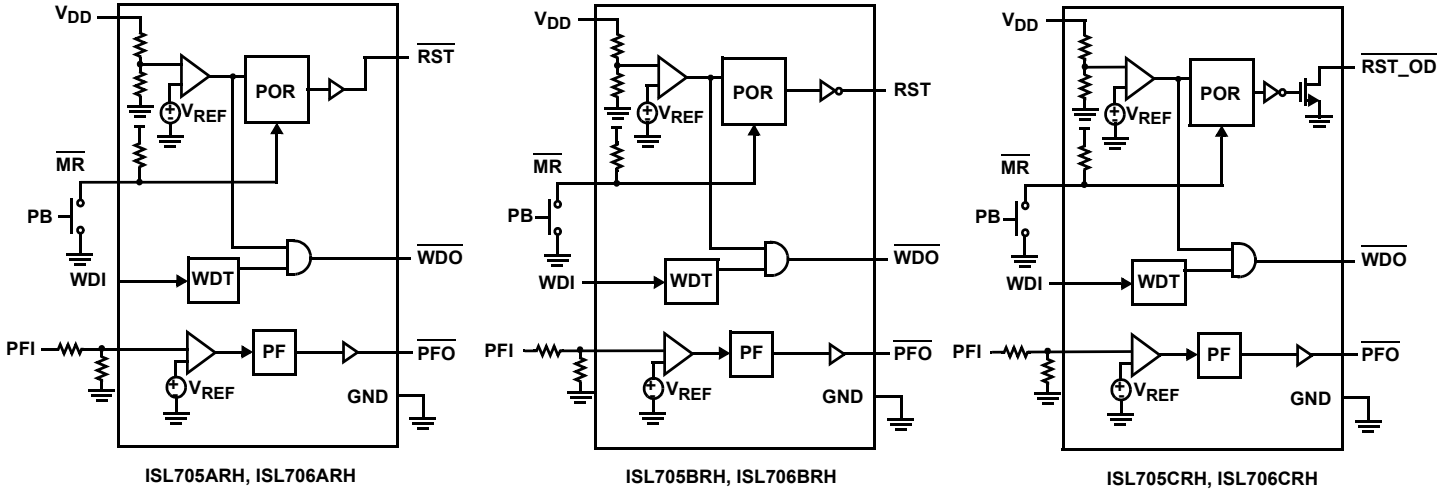 VDD
RST
POR
VREF
MR
PB
WDO
WDI
WDT
PFI
PF
PFO
VREF
GND
ISL705ARH, ISL706ARH
VDD
POR
RST
VREF
MR
PB
WDO
WDI
WDT
PFI
PF
PFO
VREF
GND
ISL705BRH, ISL706BRH
VDD
RST_OD
POR
VREF
MR
PB
WDO
WDI
WDT
PFI
PF
PFO
VREF
GND
ISL705CRH, ISL706CRH